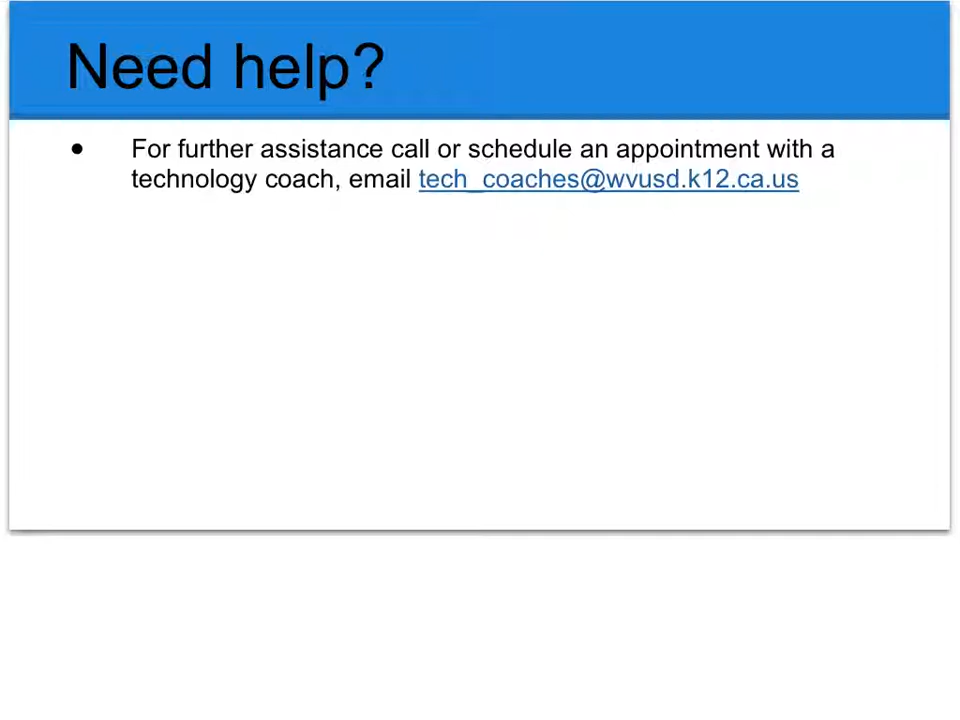 Need help?
● For further assistance call or schedule an appointment with a
technology coach, email tech_coaches@wvusd.k12.ca.us